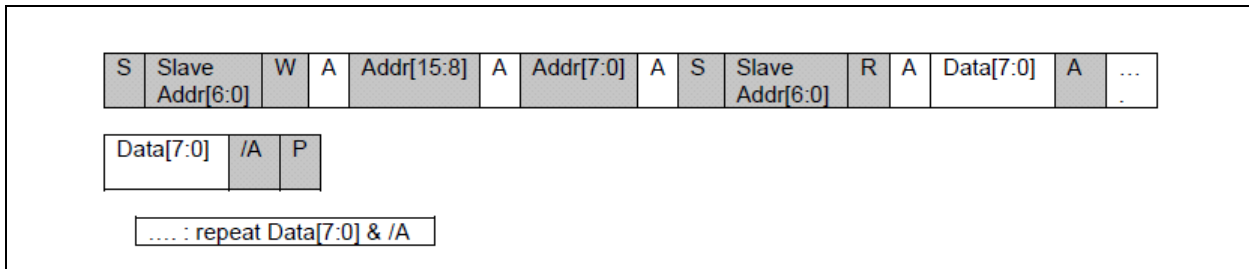 S Slave Addr[6:0] W A Addr[15:8] A Addr[7:0] A S Slave Addr[6:0] R A Data[7:0] A ....
Data[7:0] /A P
.... : repeat Data[7:0] & /A